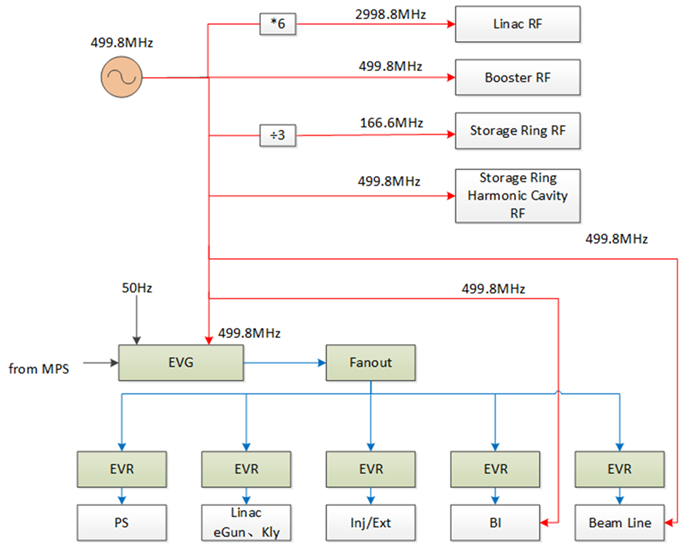 2998.8MHz
*6
Linac RF
499.8MHz
499.8MHz
Booster RF
166.6MHz
÷3
Storage Ring RF
499.8MHz
Storage Ring
Harmonic Cavity
RF
499.8MHz
50Hz
499.8MHz
499.8MHz
from MPS
EVG
Fanout
EVR
EVR
EVR
EVR
EVR
PS
Linac
eGun、Kly
Inj/Ext
BI
Beam Line